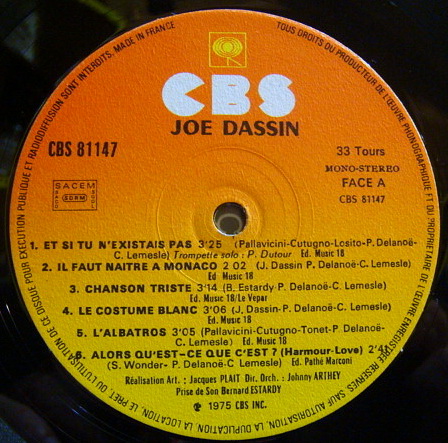 TOUS DROITS DU PRODUCTEUR DE L'ŒUVRE PHONOGRAPHIQUE ET DU PROPRIETAIRE DE L'ŒUVRE ENREGISTREE RESERVES. SAUF AUTORISATION, LA DUPLICATION, LA LOCATION, LE PRET OU L'UTILISATION DE CE DISQUE POUR EXECUTION PUBLIQUE ET RADIODIFFUSION SONT INTERDITS. MADE IN FRANCE
CBS
JOE DASSIN
CBS 81147
33 Tours
MONO-STEREO
FACE A
CBS 81147
SACEM
SACD
SDRM
SGDL
1. ET SI TU N'EXISTAIS PAS 3'25 (Pallavicini-Cutugno-Losito-P. Delanoë-
C. Lemesle) Trompette solo : P. Dutour Ed. Music 18
2. IL FAUT NAITRE A MONACO 2 02 (J. Dassin P. Delanoë-C. Lemesle)
Ed. Music 18
3. CHANSON TRISTE 3'14 (B. Estardy-P. Delanoë-C. Lemesle)
Ed. Music 18/Le Vepar
4. LE COSTUME BLANC 3'06 (J. Dassin-P. Delanoë-C. Lemesle)
Ed. Music 18
5. L'ALBATROS 3'05 (Pallavicini-Cutugno-Tonet-P. Delanoë-
C. Lemesle) Ed. Music 18
6. ALORS QU'EST-CE QUE C'EST ? (Harmour-Love) 2'41
(S. Wonder- P. Delanoë-C. Lemesle) Ed. Pathé Marconi
Réalisation Art. : Jacques PLAIT Dir. Orch. : Johnny ARTHEY
Prise de Son Bernard ESTARDY
℗ 1975 CBS INC.